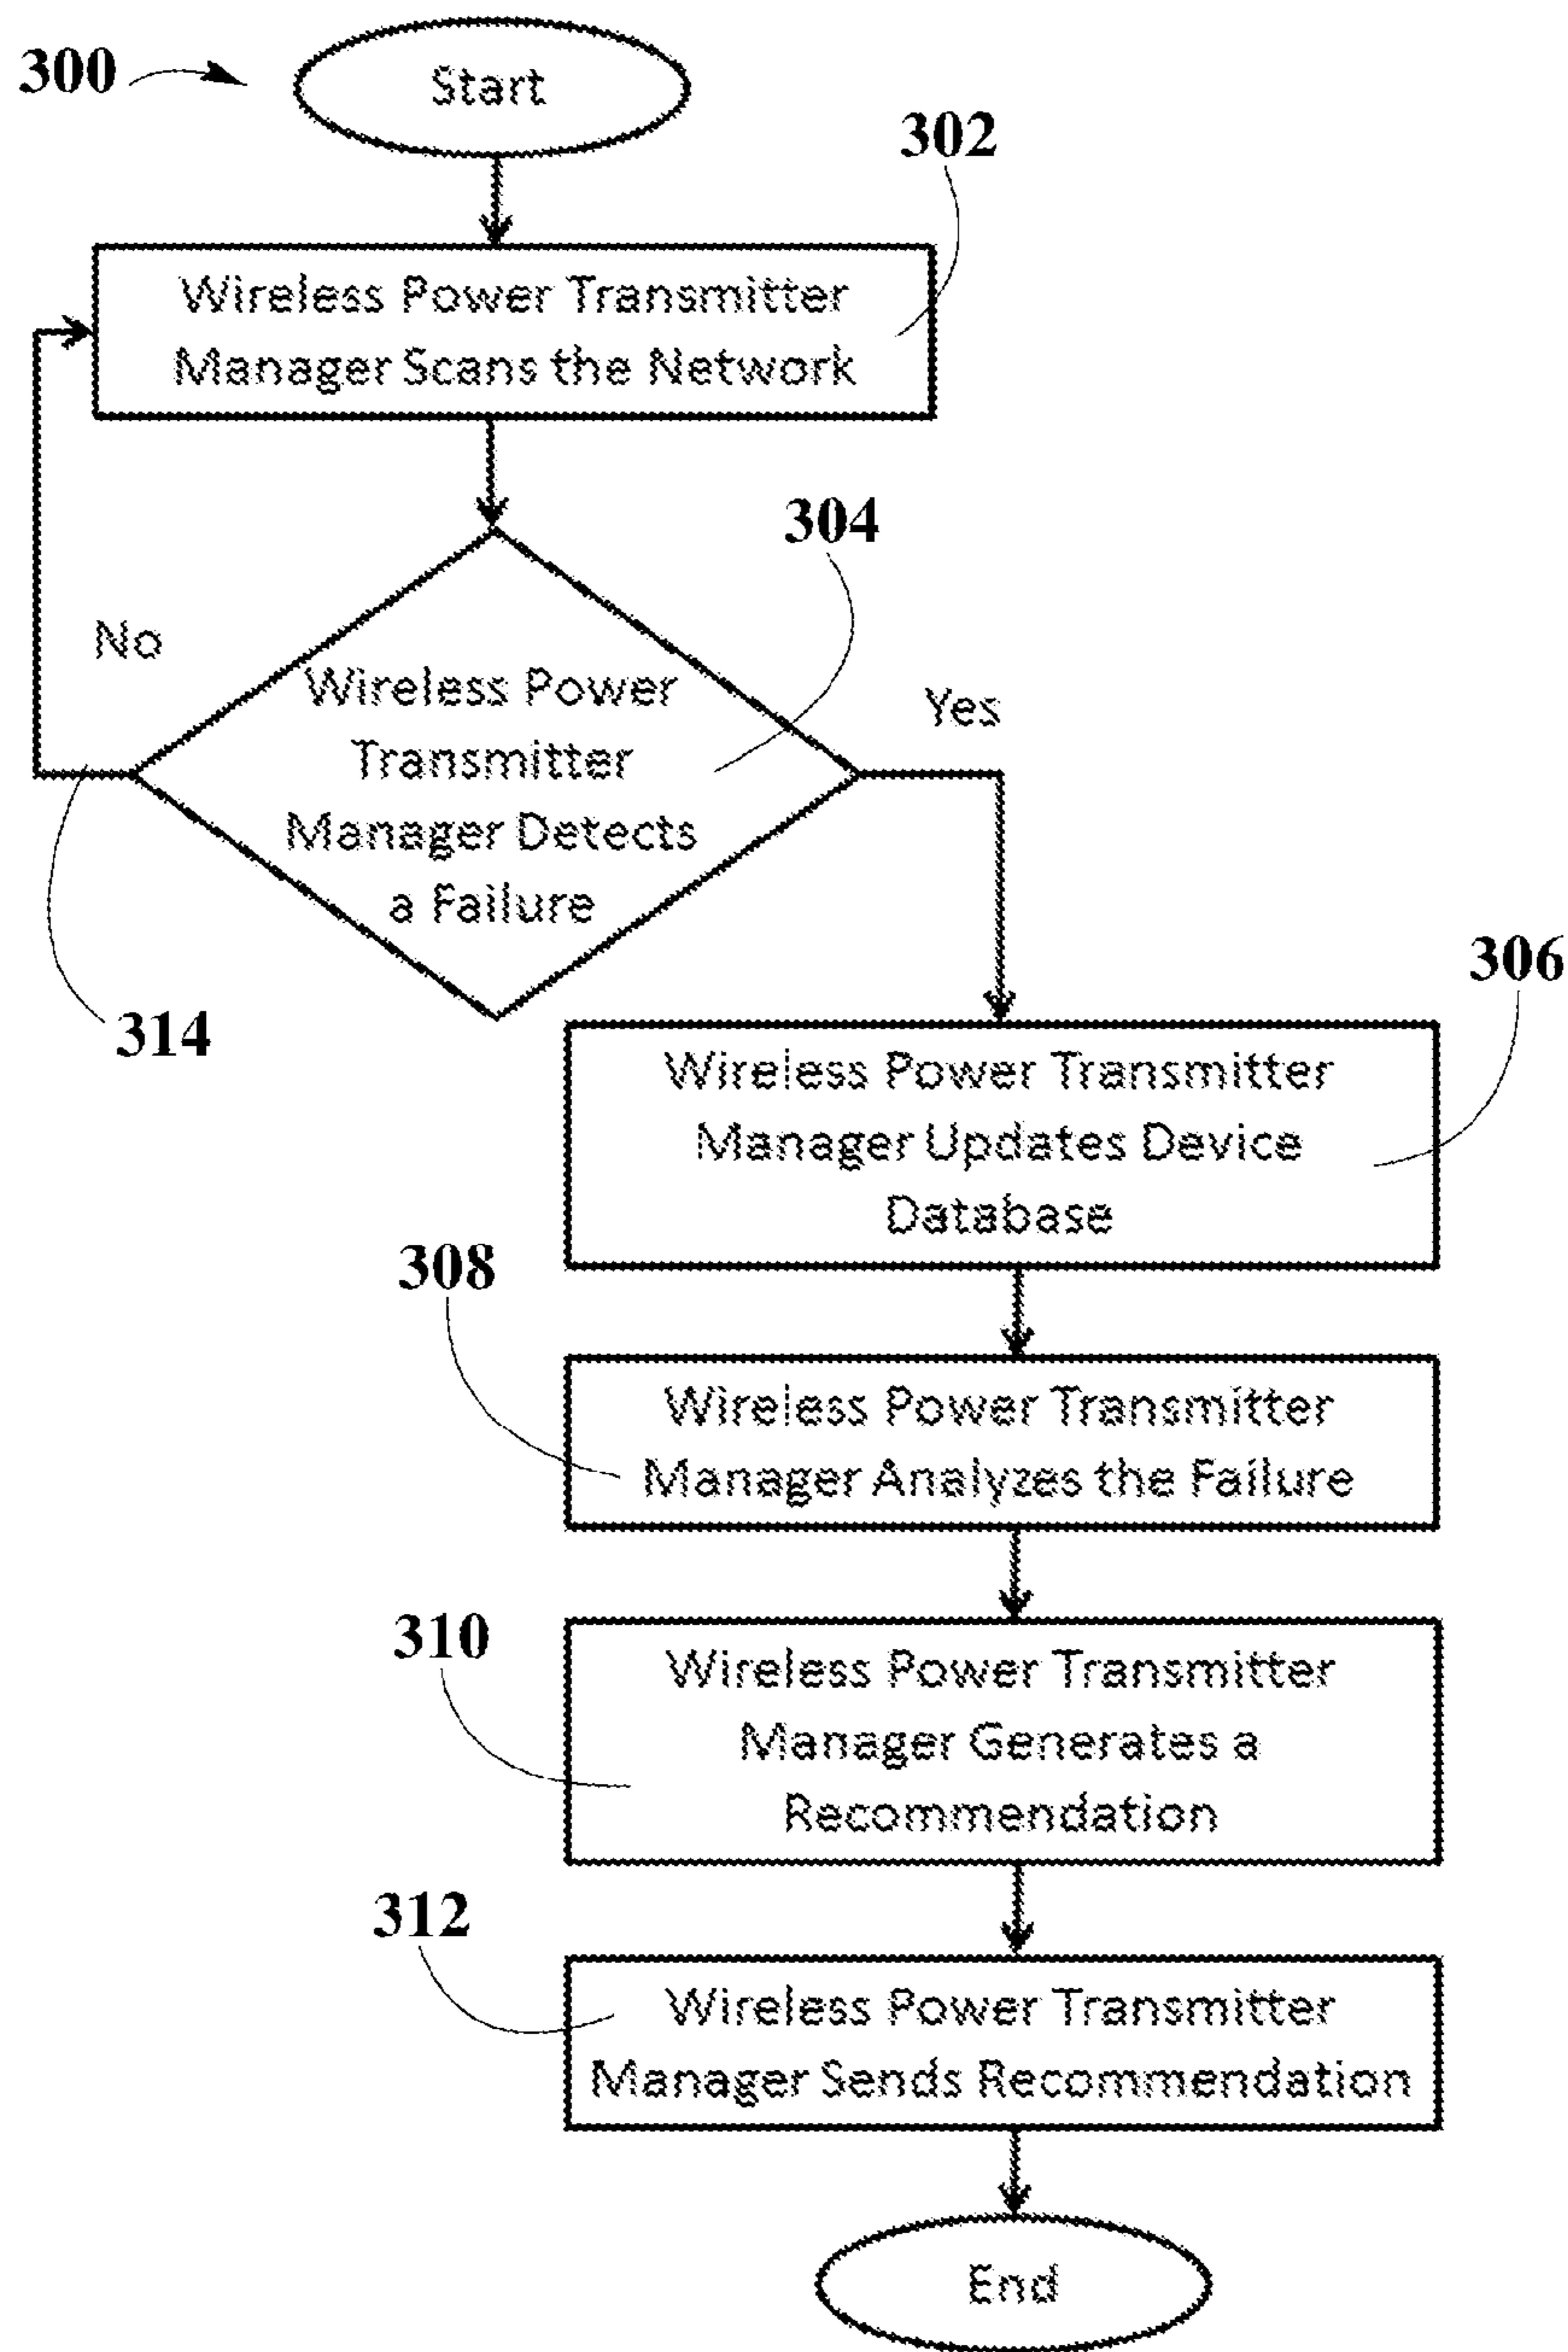 300
Start
302
Wireless Power Transmitter
Manager Scans the Network
304
No
Wireless Power
Transmitter
Manager Detects
a Failure
Yes
314
306
Wireless Power Transmitter
Manager Updates Device
Database
308
Wireless Power Transmitter
Manager Analyzes the Failure
310
Wireless Power Transmitter
Manager Generates a
Recommendation
312
Wireless Power Transmitter
Manager Sends Recommendation
End